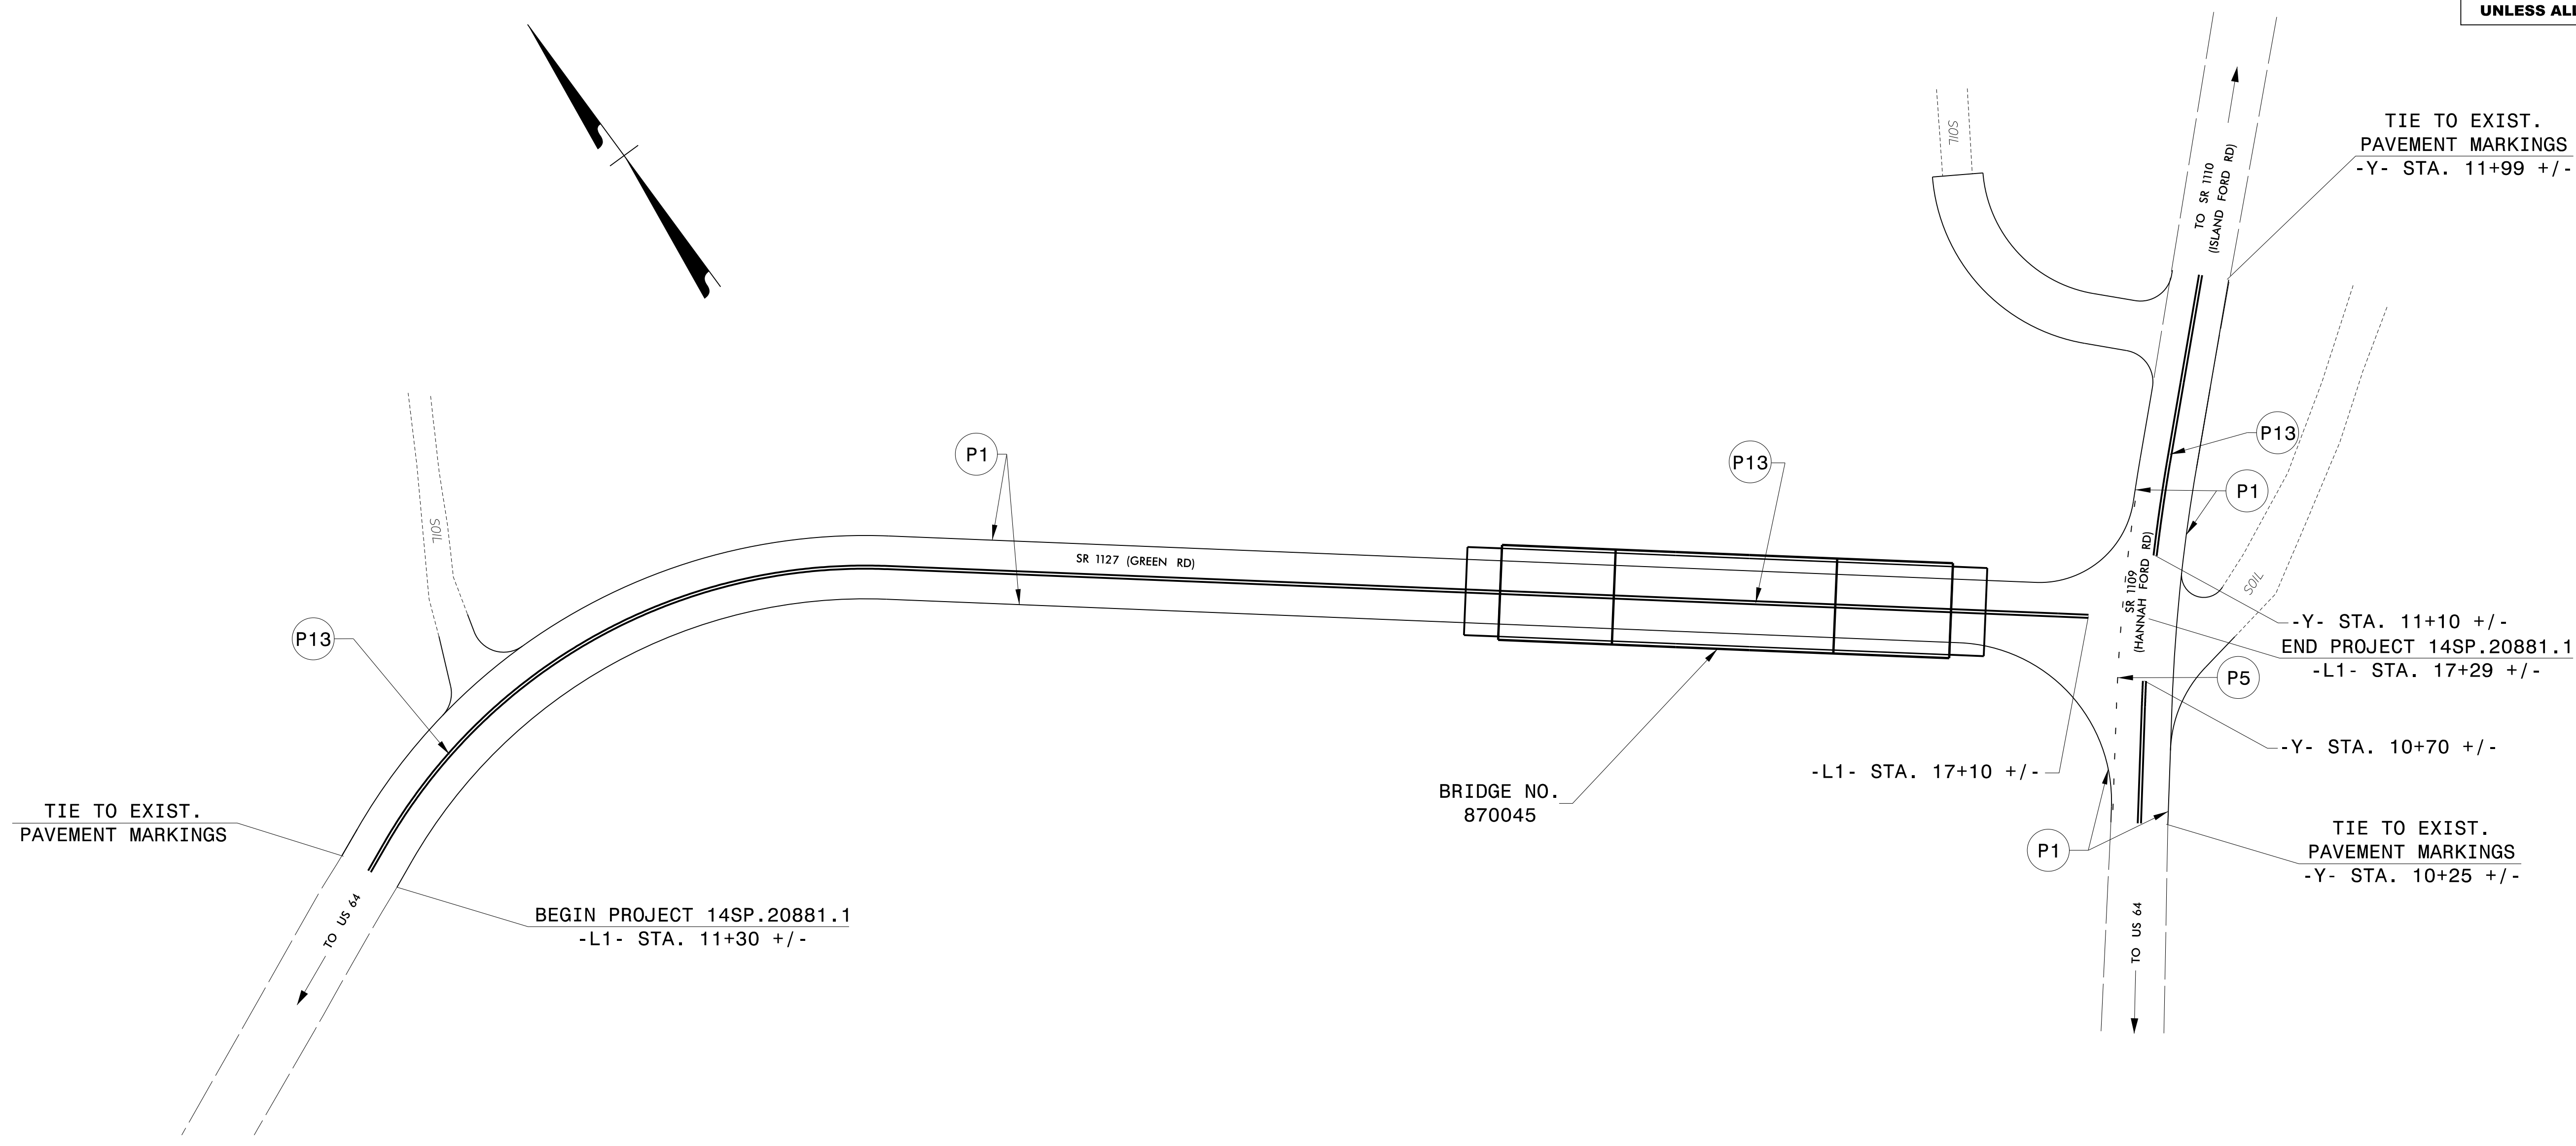 UNLESS ALL
TIE TO EXIST.
PAVEMENT MARKINGS
-Y- STA. 11+99 +/-
SOIL
TO SR 1110
(ISLAND FORD RD)
P13
P1
P1
P13
SR 1127 (GREEN RD)
SOIL
SR 1109
(HANNAH FORD RD)
SOIL
-Y- STA. 11+10 +/-
END PROJECT 14SP.20881.1
-L1- STA. 17+29 +/-
P13
P5
-Y- STA. 10+70 +/-
-L1- STA. 17+10 +/-
BRIDGE NO.
870045
TIE TO EXIST.
PAVEMENT MARKINGS
P1
TIE TO EXIST.
PAVEMENT MARKINGS
-Y- STA. 10+25 +/-
TO US 64
BEGIN PROJECT 14SP.20881.1
-L1- STA. 11+30 +/-
TO US 64